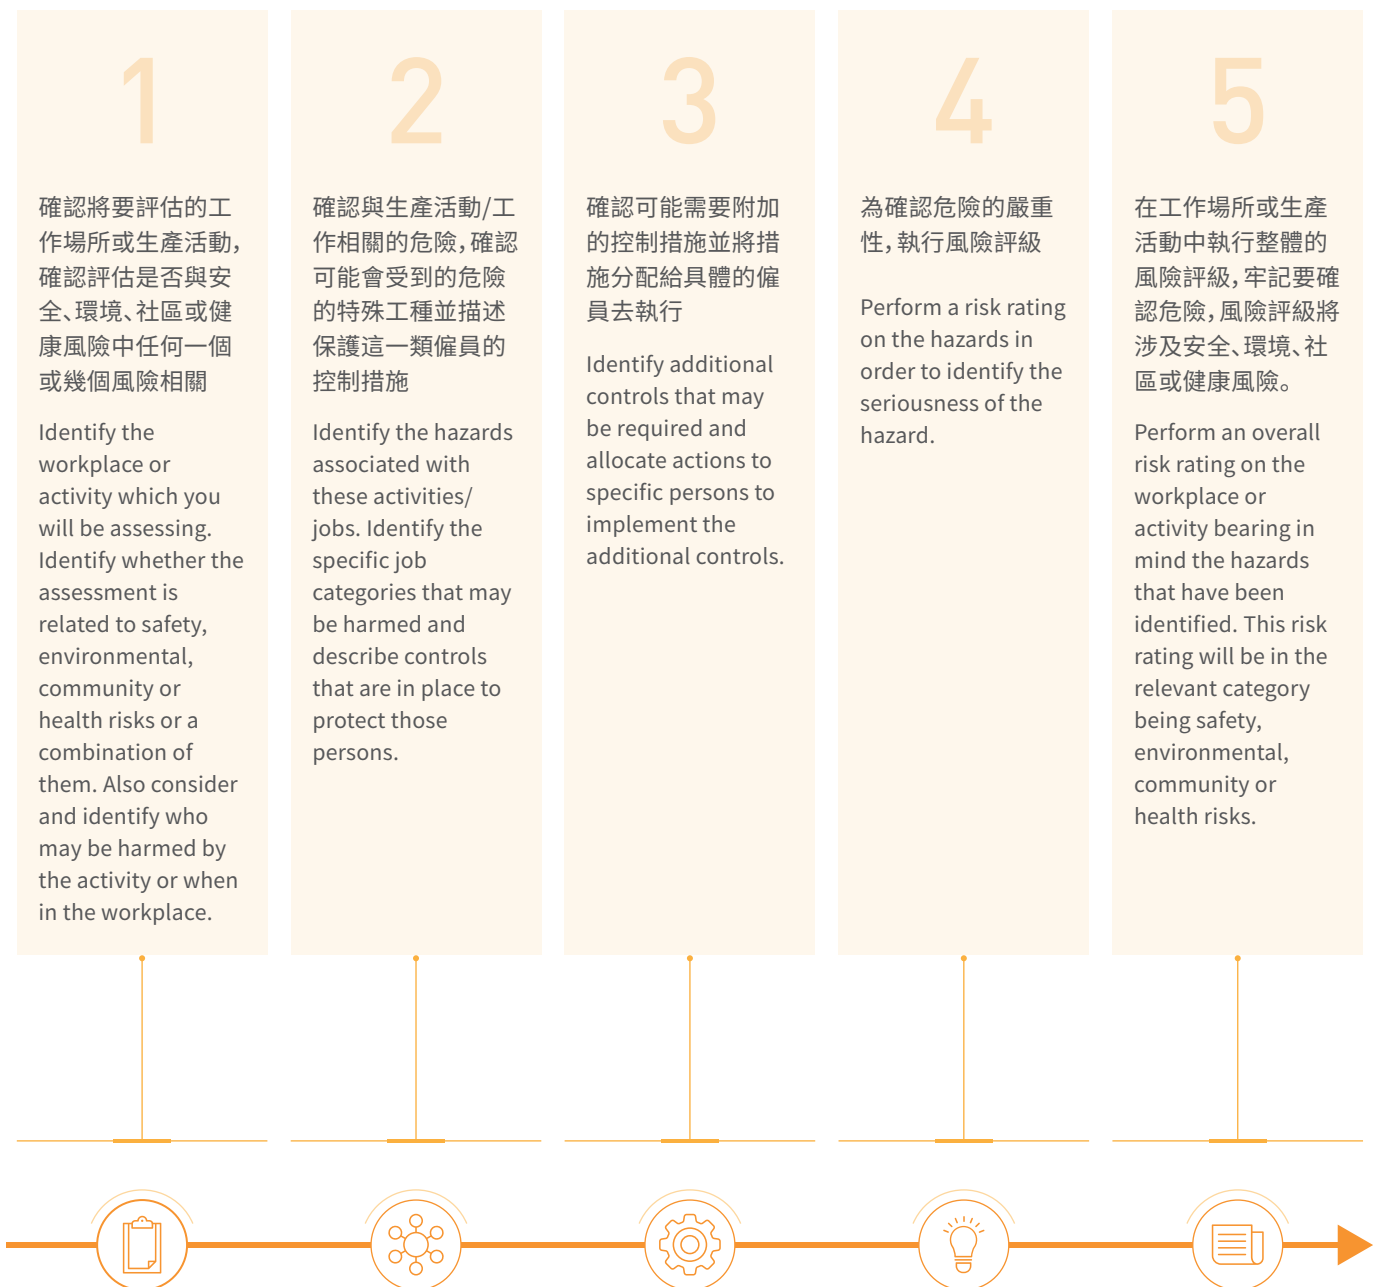 1
確認將要評估的工
作場所或生產活動，
確認評估是否與安
全、環境、社區或健
康風險中任何一個
或幾個風險相關
Identify the
workplace or
activity which you
will be assessing.
Identify whether the
assessment is
related to safety,
environmental,
community or
health risks or a
combination of
them. Also consider
and identify who
may be harmed by
the activity or when
in the workplace.
2
確認與生產活動/工
作相關的危險，確認
可能會受到的危險
的特殊工種並描述
保護這一類僱員的
控制措施
Identify the hazards
associated with
these activities/
jobs. Identify the
specific job
categories that may
be harmed and
describe controls
that are in place to
protect those
persons.
3
確認可能需要附加
的控制措施並將措
施分配給具體的僱
員去執行
Identify additional
controls that may
be required and
allocate actions to
specific persons to
implement the
additional controls.
4
為確認危險的嚴重
性，執行風險評級
Perform a risk rating
on the hazards in
order to identify the
seriousness of the
hazard.
5
在工作場所或生產
活動中執行整體的
風險評級，牢記要確
認危險，風險評級將
涉及安全、環境、社
區或健康風險。
Perform an overall
risk rating on the
workplace or
activity bearing in
mind the hazards
that have been
identified. This risk
rating will be in the
relevant category
being safety,
environmental,
community or
health risks.